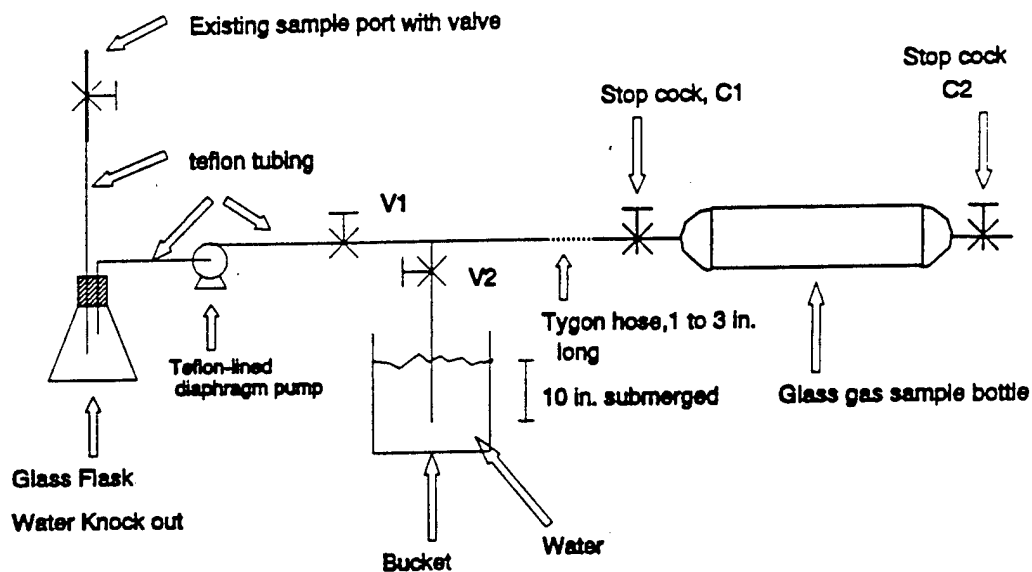 Existing sample port with valve
Stop cock
C2
Stop cock, C1
teflon tubing
V1
V2
Tygon hose,1 to 3 in.
long
Teflon-lined
diaphragm pump
10 in. submerged
Glass gas sample bottle
Glass Flask
Water Knock out
Water
Bucket